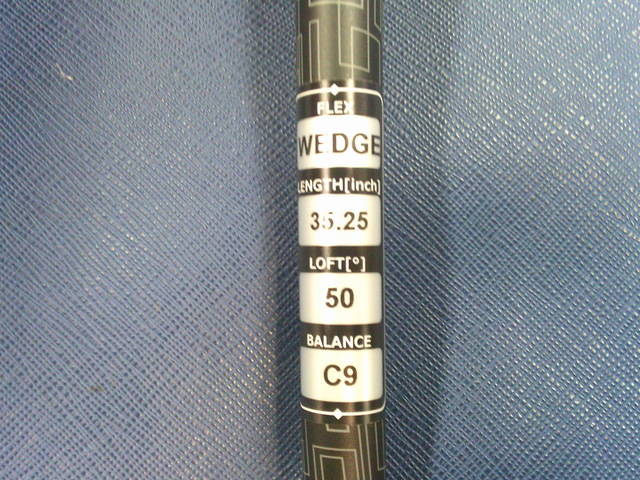 FLEX
WEDGE
LENGTH[inch]
35.25
LOFT[°]
50
BALANCE
C9